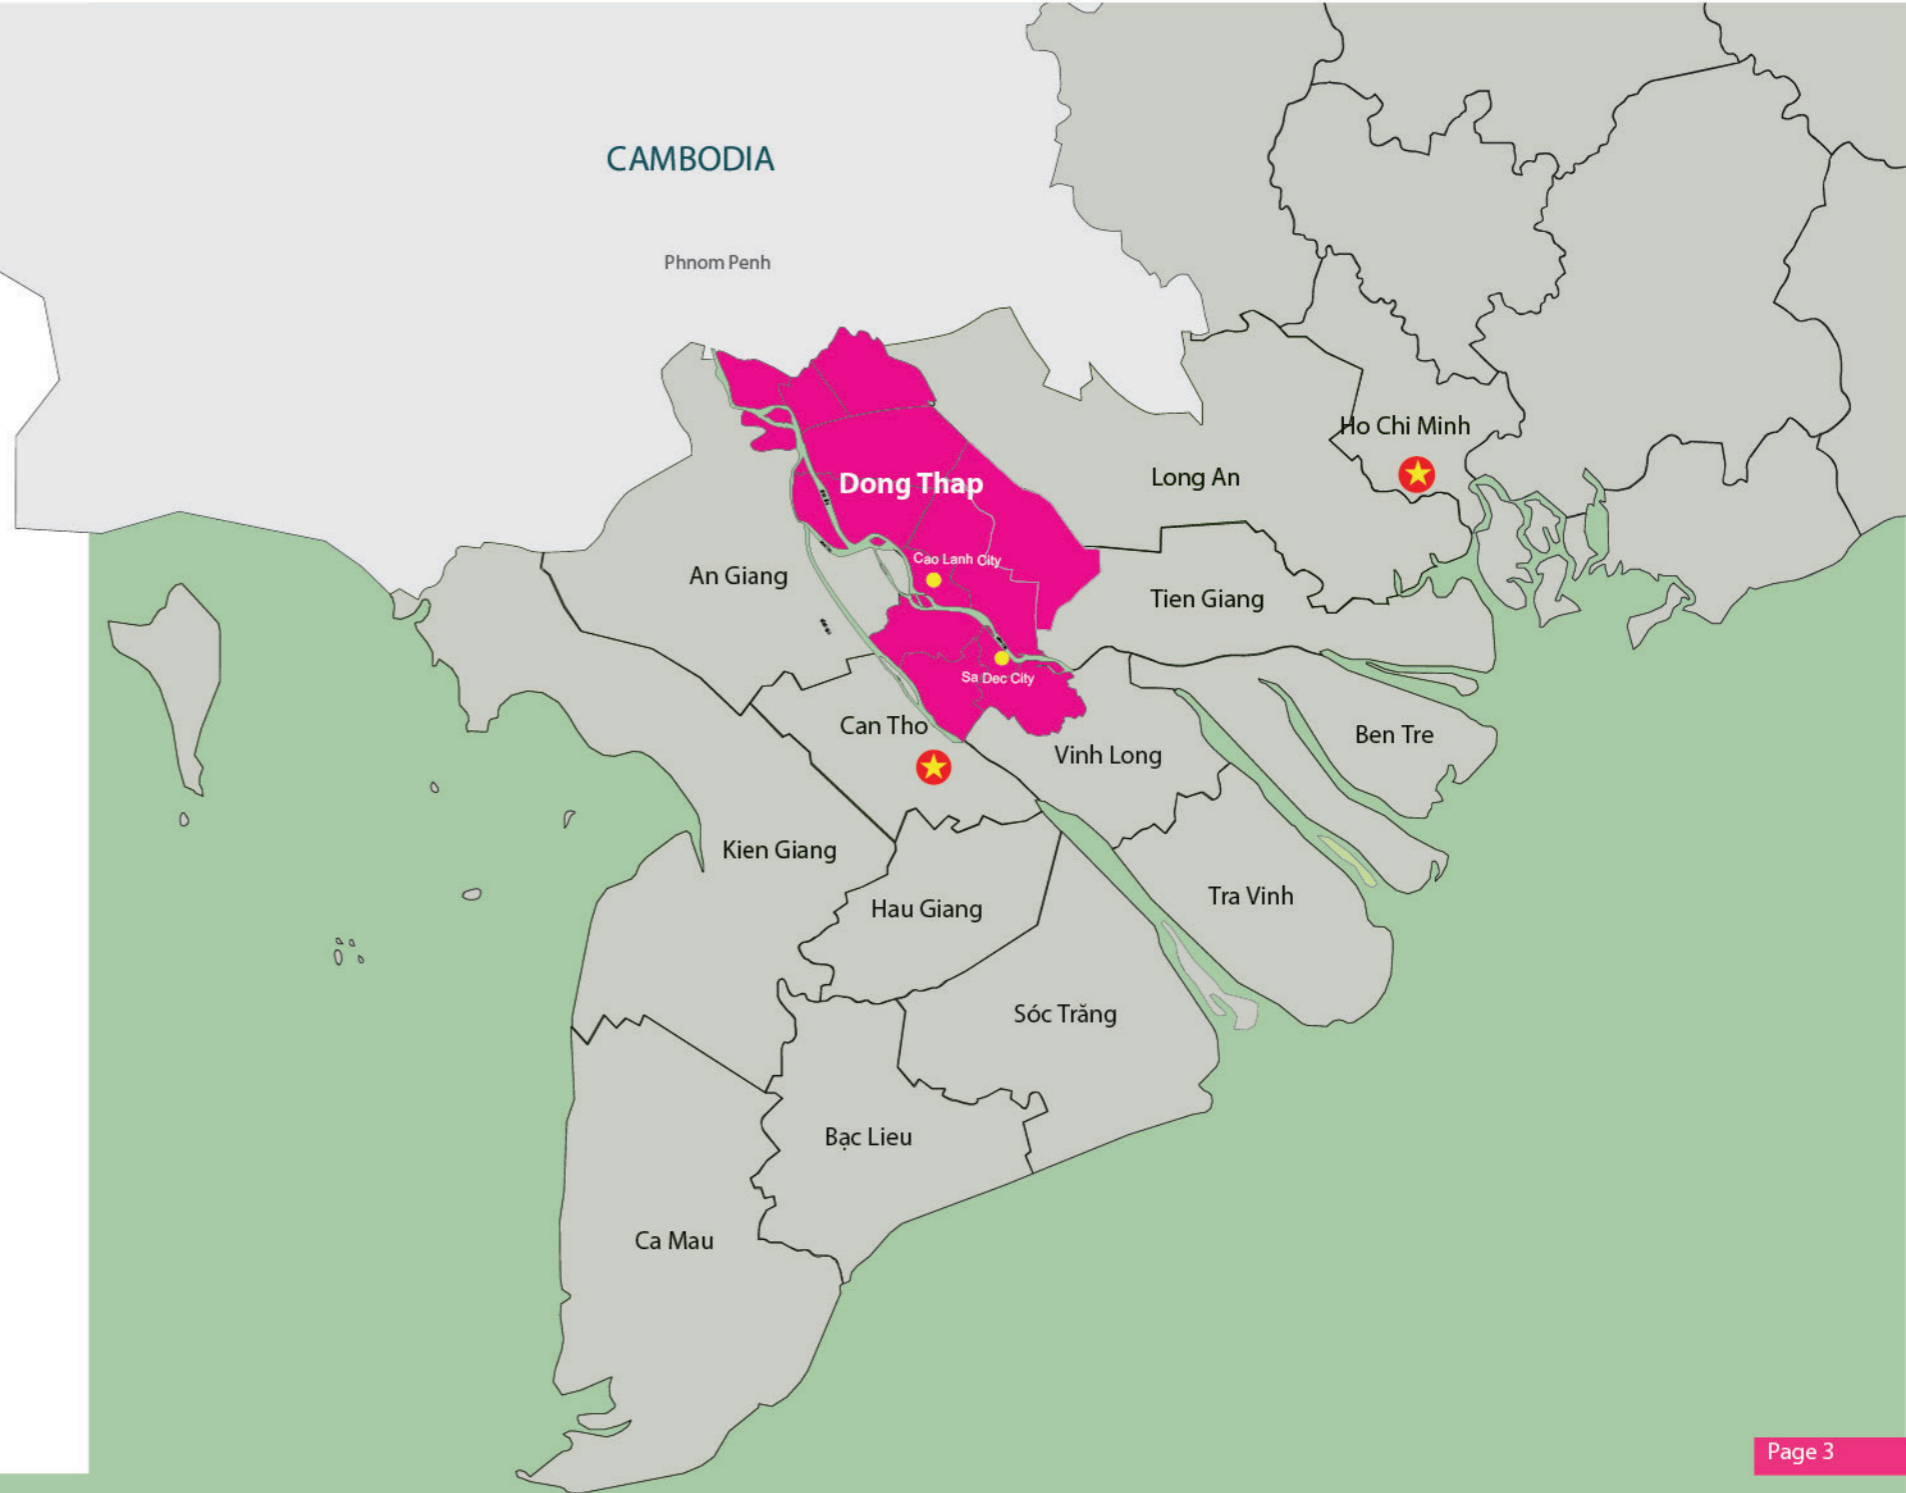 CAMBODIA
Phnom Penh
Ho Chi Minh
Long An
Dong Thap
Cao Lanh City
An Giang
Tien Giang
Sa Dec City
Can Tho
Ben Tre
Vinh Long
Kien Giang
Tra Vinh
Hau Giang
Sóc Trăng
Bạc Lieu
Ca Mau
Page 3